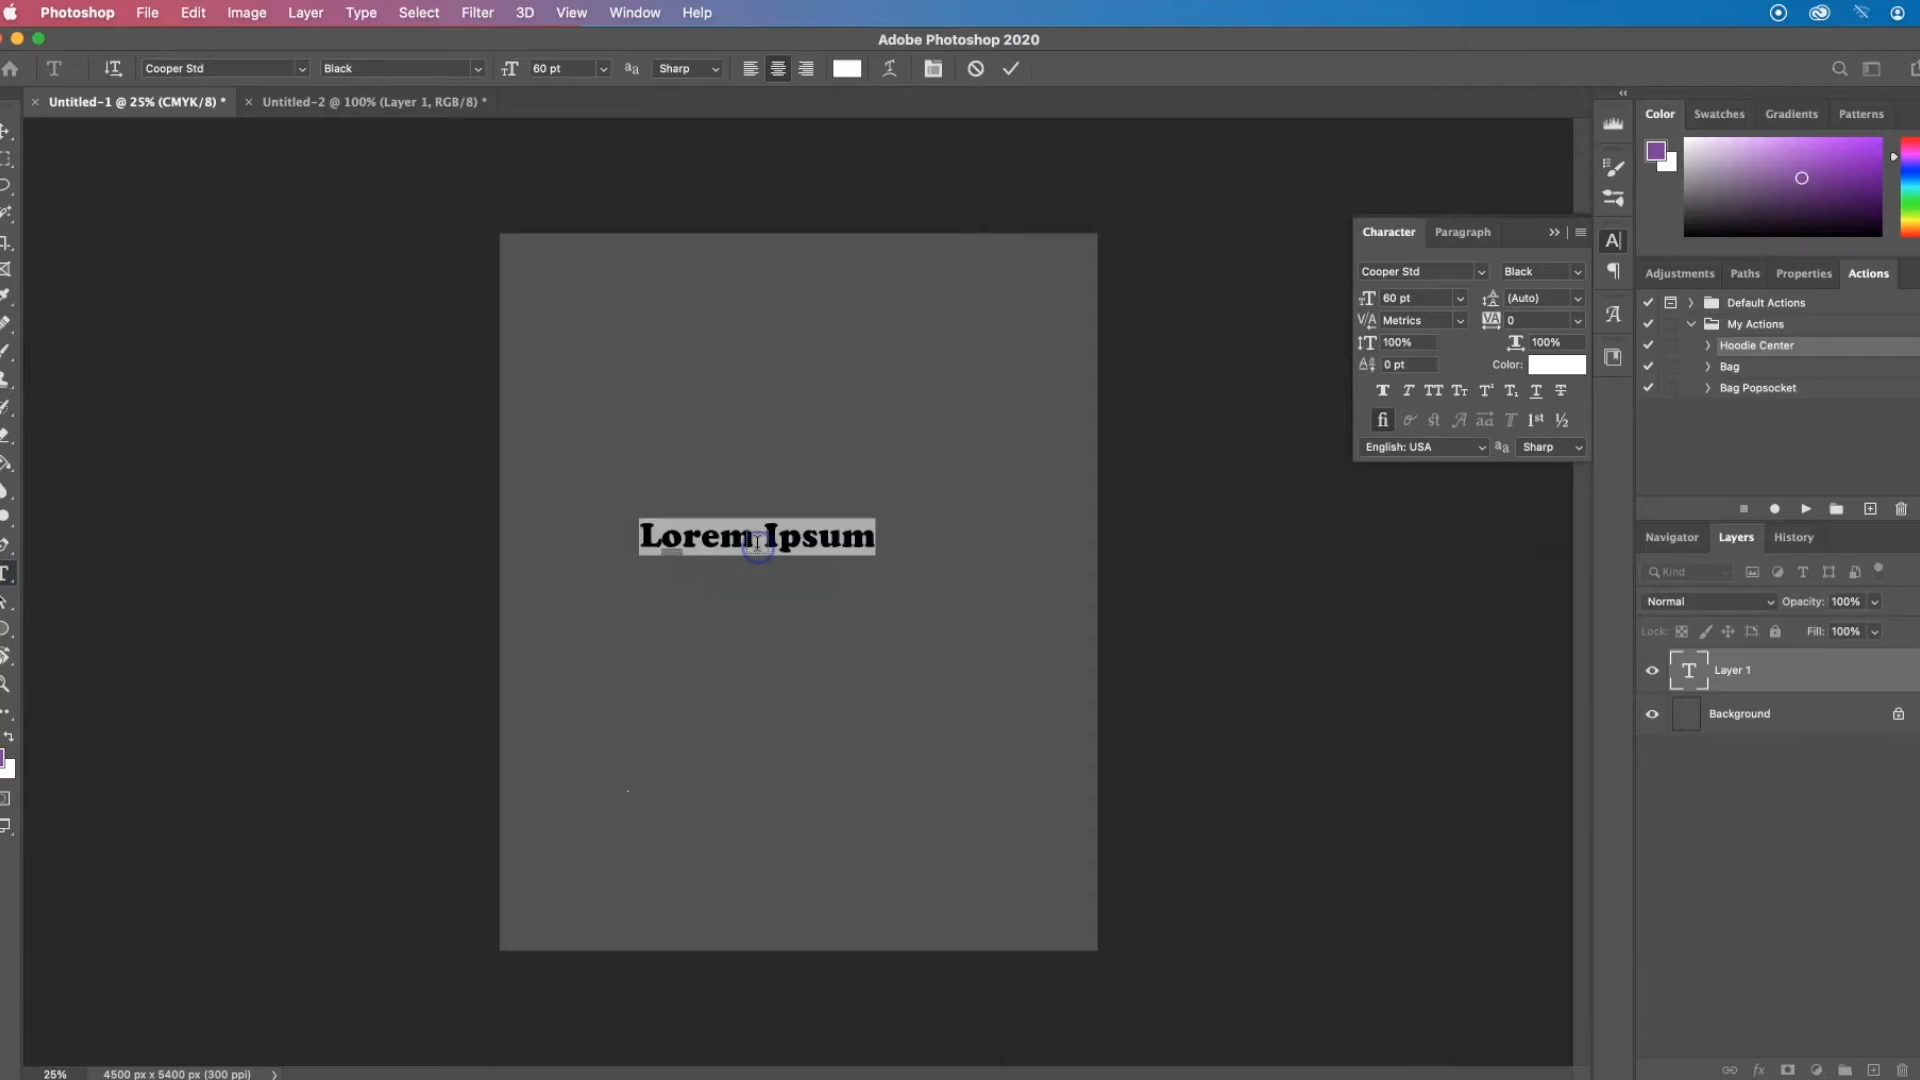 Photoshop File Edit Image Layer Type Select Filter 3D View Window Help
Adobe Photoshop 2020
Cooper Std Black 60 pt Sharp
Untitled-1 @ 25% (CMYK/8) * Untitled-2 @ 100% (Layer 1, RGB/8) *
Color Swatches Gradients Patterns
Character Paragraph
Cooper Std Black
60 pt (Auto)
Metrics 0
100% 100%
0 pt Color:
English: USA Sharp
Adjustments Paths Properties Actions
Default Actions
My Actions
Hoodie Center
Bag
Bag Popsocket
Lorem Ipsum
Navigator Layers History
Kind
Normal Opacity: 100%
Lock: Fill: 100%
Layer 1
Background
25% 4500 px x 5400 px (300 ppi)